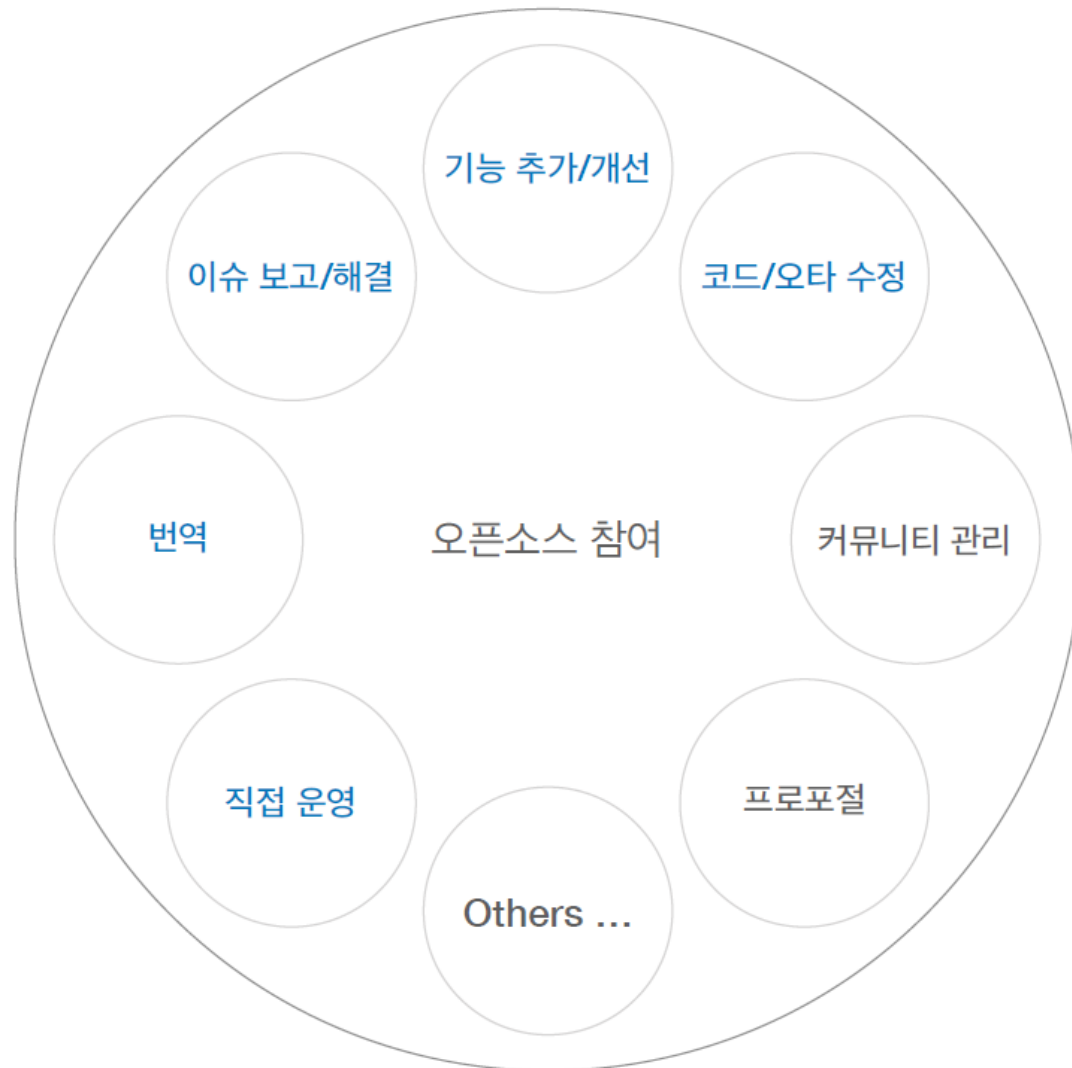 기능 추가/개선
이슈 보고/해결
코드/오타 수정
번역
오픈소스 참여
커뮤니티 관리
직접 운영
프로포절
Others ...